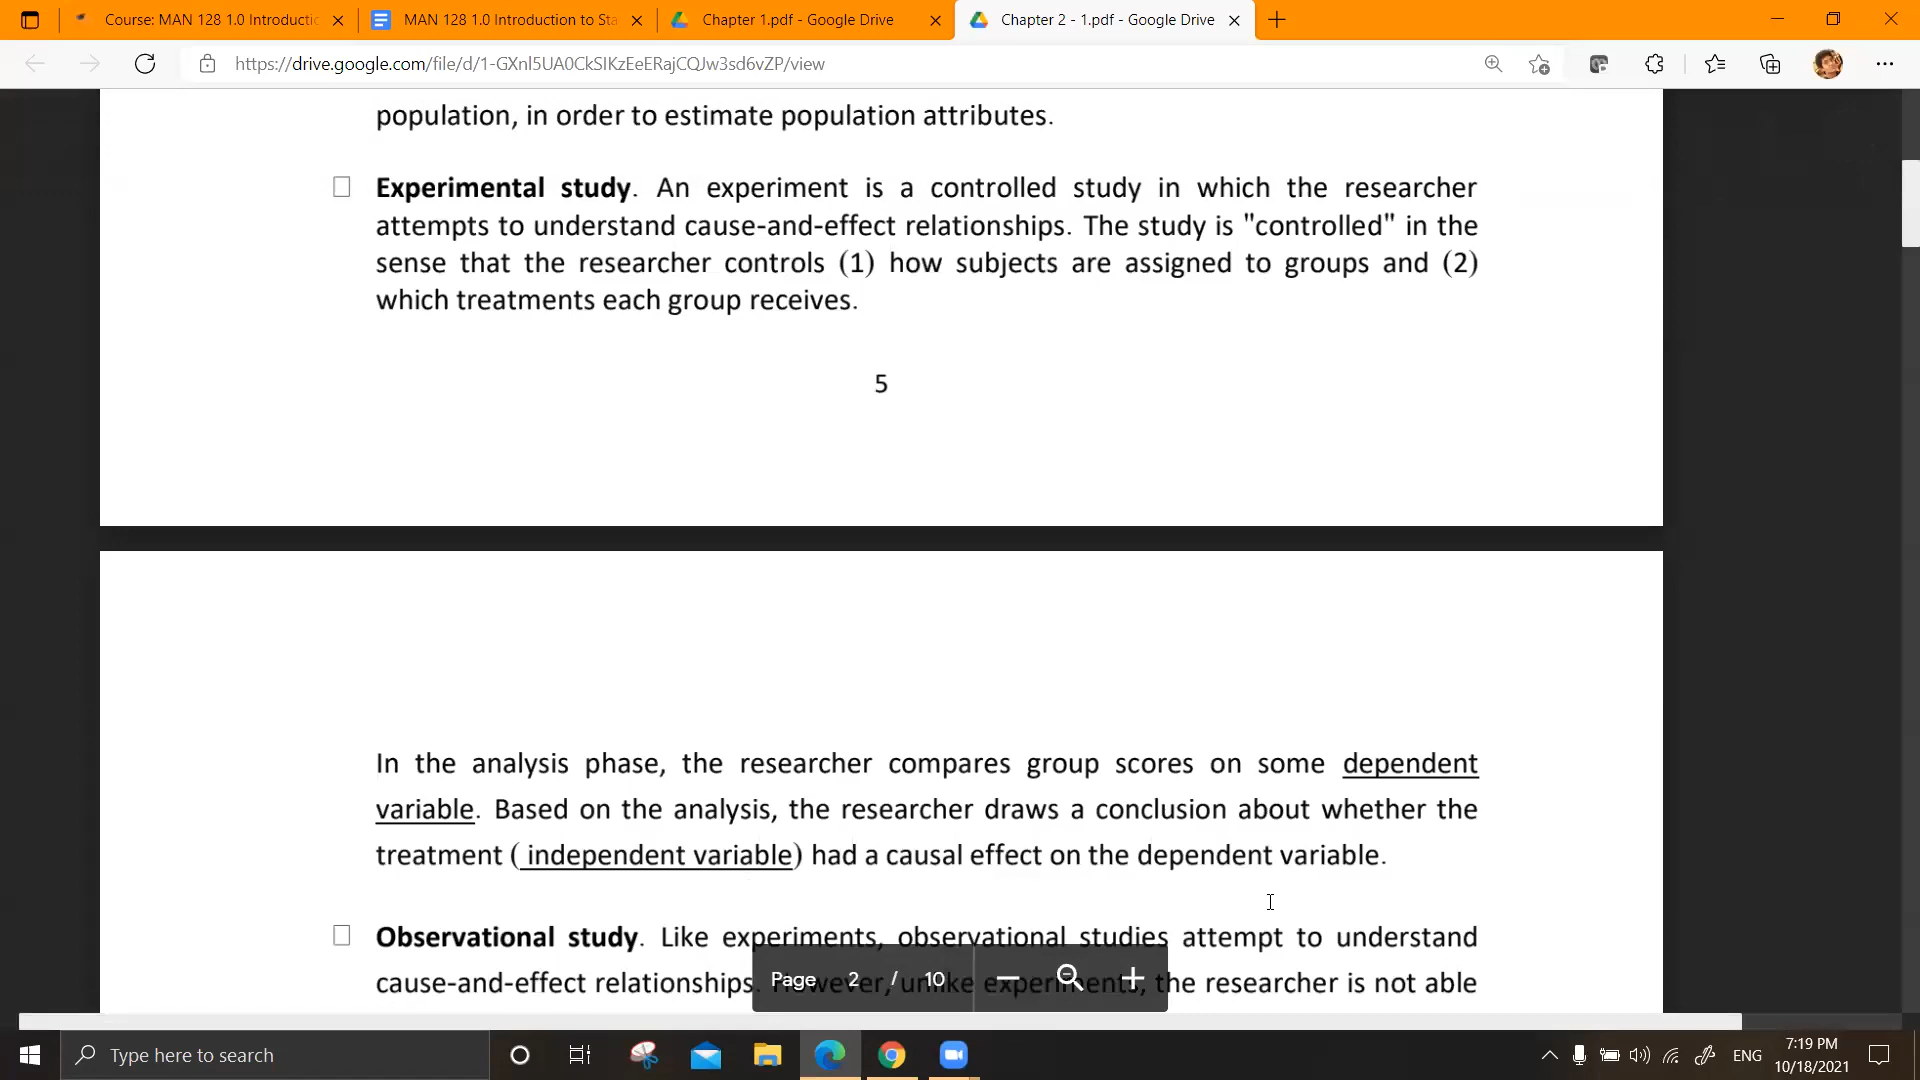 Course: MAN 128 1.0 Introductic
MAN 128 1.0 Introduction to Sta
Chapter 1.pdf - Google Drive
Chapter 2 - 1.pdf - Google Drive
https://drive.google.com/file/d/1-GXnl5UA0CkSIKzEeERajCQJw3sd6vZP/view
population, in order to estimate population attributes.
Experimental study. An experiment is a controlled study in which the researcher
attempts to understand cause-and-effect relationships. The study is "controlled" in the
sense that the researcher controls (1) how subjects are assigned to groups and (2)
which treatments each group receives.
5
In the analysis phase, the researcher compares group scores on some dependent
variable. Based on the analysis, the researcher draws a conclusion about whether the
treatment ( independent variable) had a causal effect on the dependent variable.
Observational study. Like experiments, observational studies attempt to understand
cause-and-effect relationships. However, unlike experiments, the researcher is not able
Page 2 / 10
Type here to search
ENG
7:19 PM
10/18/2021